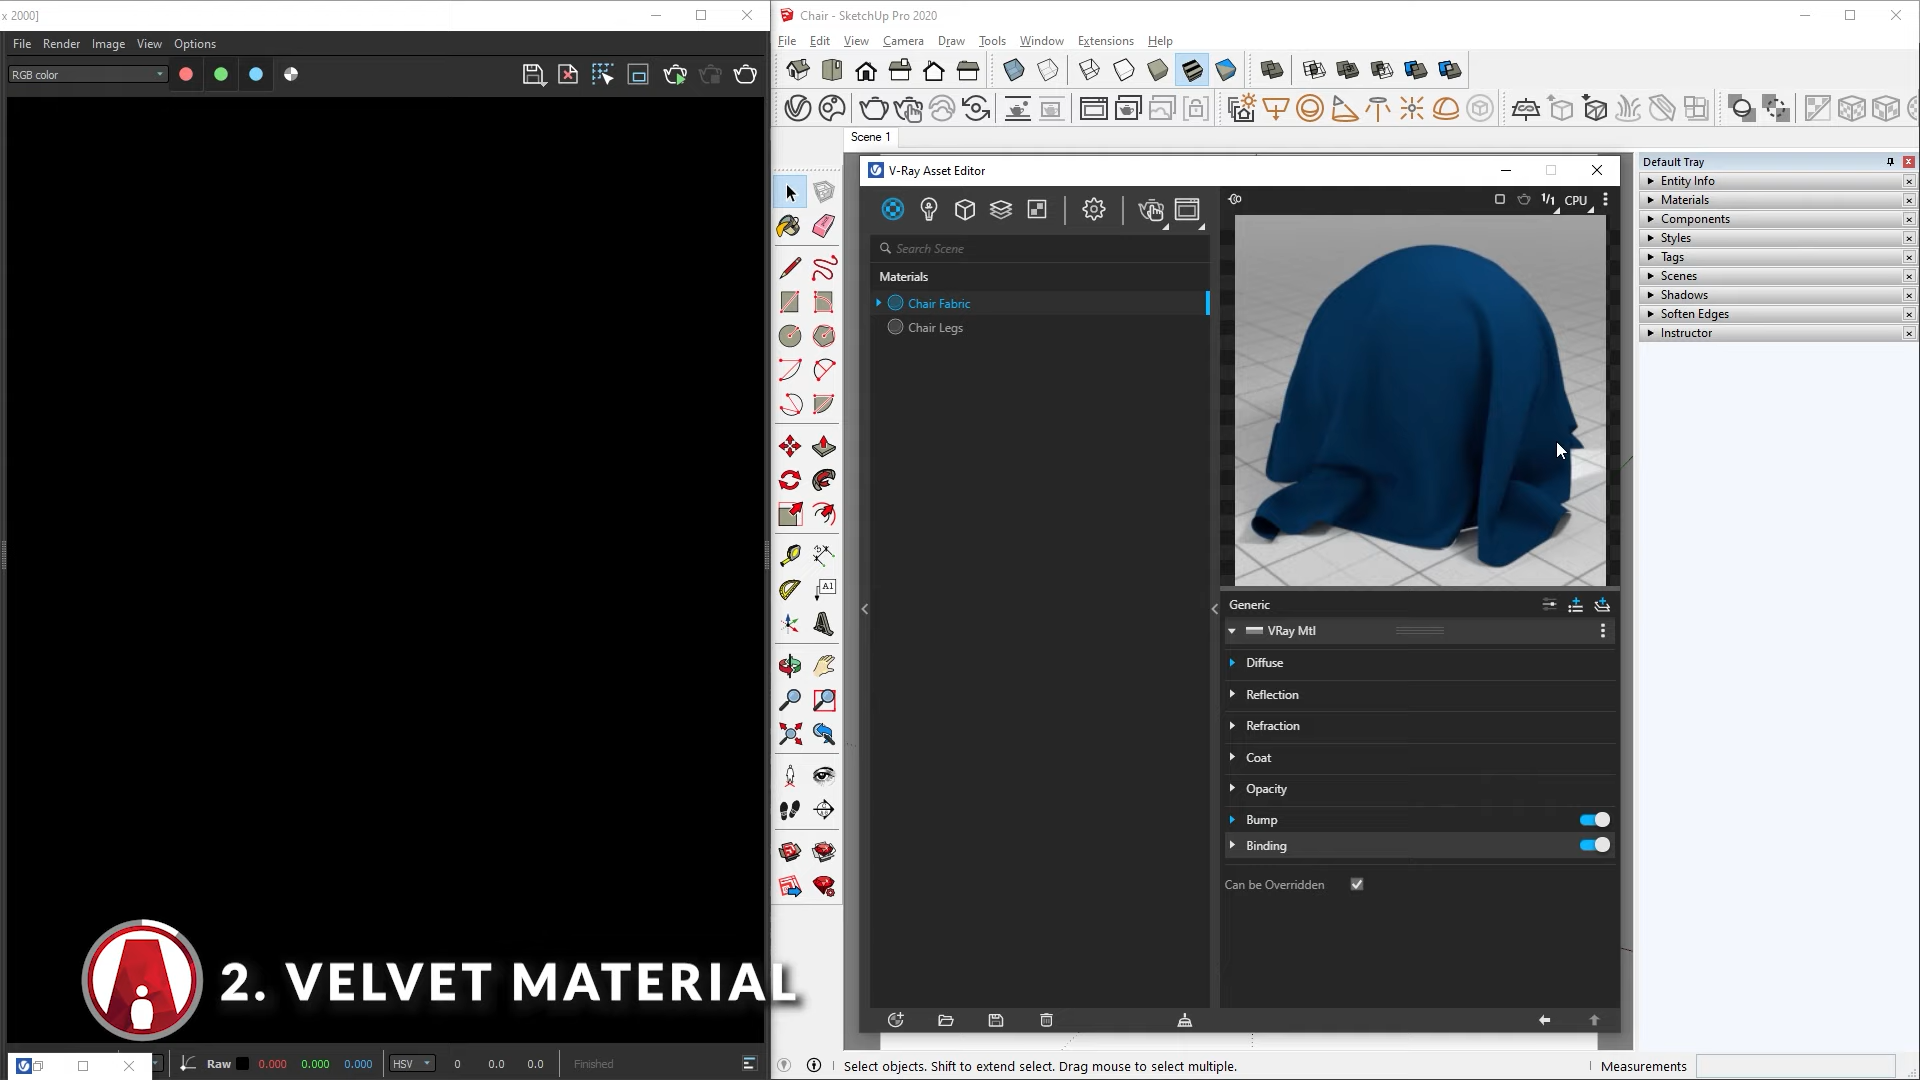 x 2000]
File Render Image View Options
RGB color
Chair - SketchUp Pro 2020
File Edit View Camera Draw Tools Window Extensions Help
Scene 1
V-Ray Asset Editor
1/1 CPU
Search Scene
Materials
Chair Fabric
Chair Legs
Generic
VRay Mtl
Diffuse
Reflection
Refraction
Coat
Opacity
Bump
Binding
Can be Overridden
Default Tray
Entity Info
Materials
Components
Styles
Tags
Scenes
Shadows
Soften Edges
Instructor
A1
2. VELVET MATERIAL
Raw 0.000 0.000 0.000 HSV 0 0.0 0.0 Finished
Select objects. Shift to extend select. Drag mouse to select multiple.
Measurements